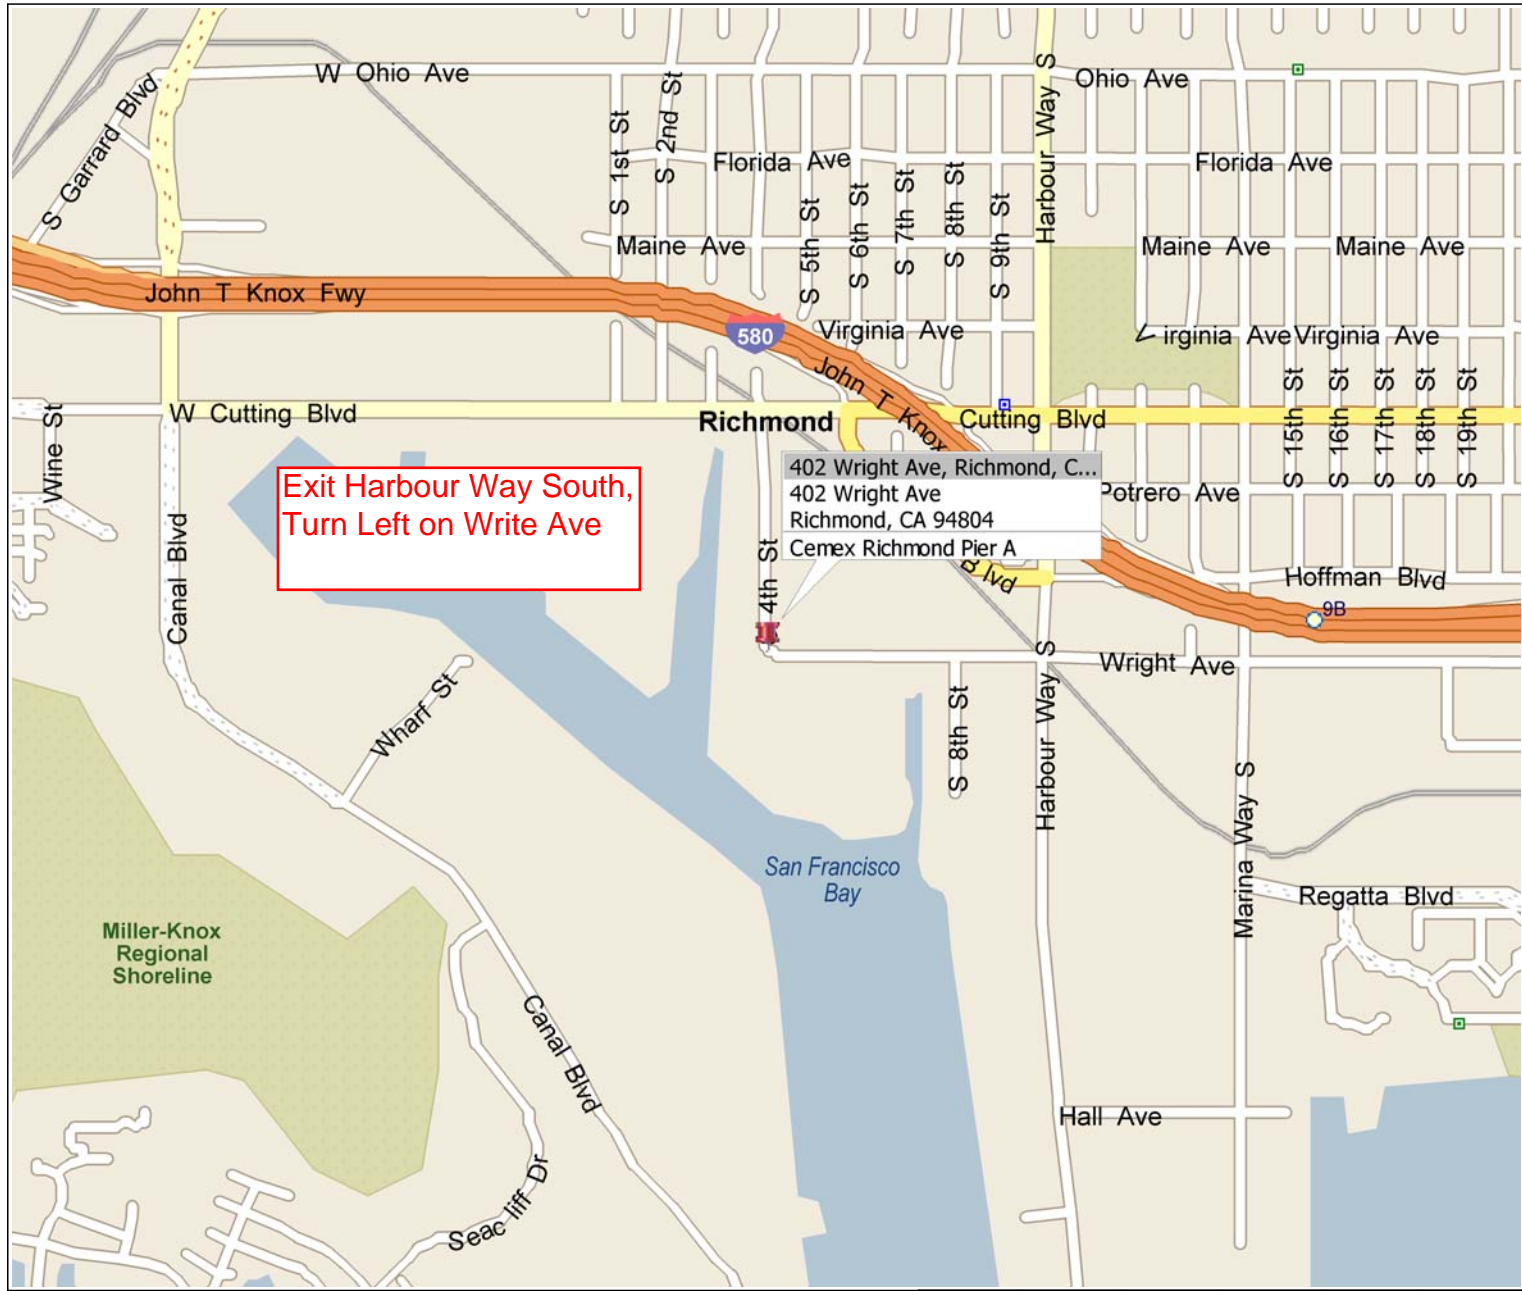 W Ohio Ave
Ohio Ave
S Garrard Blvd
S 1st St
S 2nd St
Harbour Way S
Florida Ave
Florida Ave
S 5th St
S 6th St
S 7th St
S 8th St
S 9th St
Maine Ave
Maine Ave
Maine Ave
John T Knox Fwy
580
Virginia Ave
irginia Ave
Virginia Ave
John T Knox
W Cutting Blvd
Richmond
Cutting Blvd
S 15th St
S 16th St
S 17th St
S 18th St
S 19th St
Wine St
Exit Harbour Way South,
Turn Left on Write Ave
402 Wright Ave, Richmond, C...
402 Wright Ave
Richmond, CA 94804
Cemex Richmond Pier A
Potrero Ave
Canal Blvd
4th St
Blvd
Hoffman Blvd
9B
Wright Ave
Wharf St
S 8th St
Harbour Way S
Marina Way S
San Francisco
Bay
Regatta Blvd
Miller-Knox
Regional
Shoreline
Canal Blvd
Hall Ave
Seacliff Dr